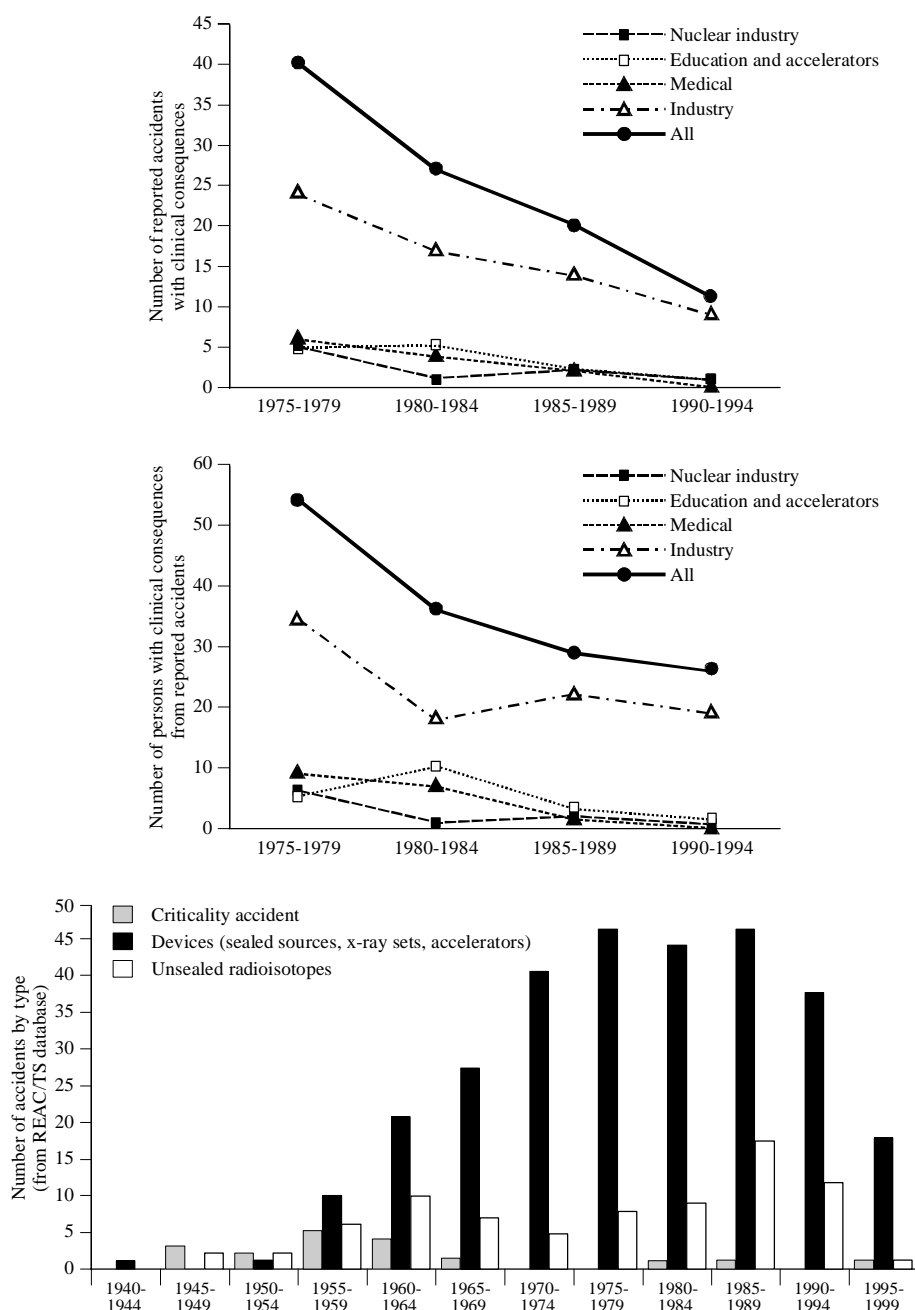 45
40
35
30
25
20
15
10
5
0
Number of reported accidents
with clinical consequences
Nuclear industry
Education and accelerators
Medical
Industry
All
1975-1979 1980-1984 1985-1989 1990-1994
60
50
40
30
20
10
0
Number of persons with clinical consequences
from reported accidents
Nuclear industry
Education and accelerators
Medical
Industry
All
1975-1979 1980-1984 1985-1989 1990-1994
50
45
40
35
30
25
20
15
10
5
0
Number of accidents by type
(from REAC/TS database)
Criticality accident
Devices (sealed sources, x-ray sets, accelerators)
Unsealed radioisotopes
1940- 1945- 1950- 1955- 1960- 1965- 1970- 1975- 1980- 1985- 1990- 1995-
1944 1949 1954 1959 1964 1969 1974 1979 1984 1989 1990 1999